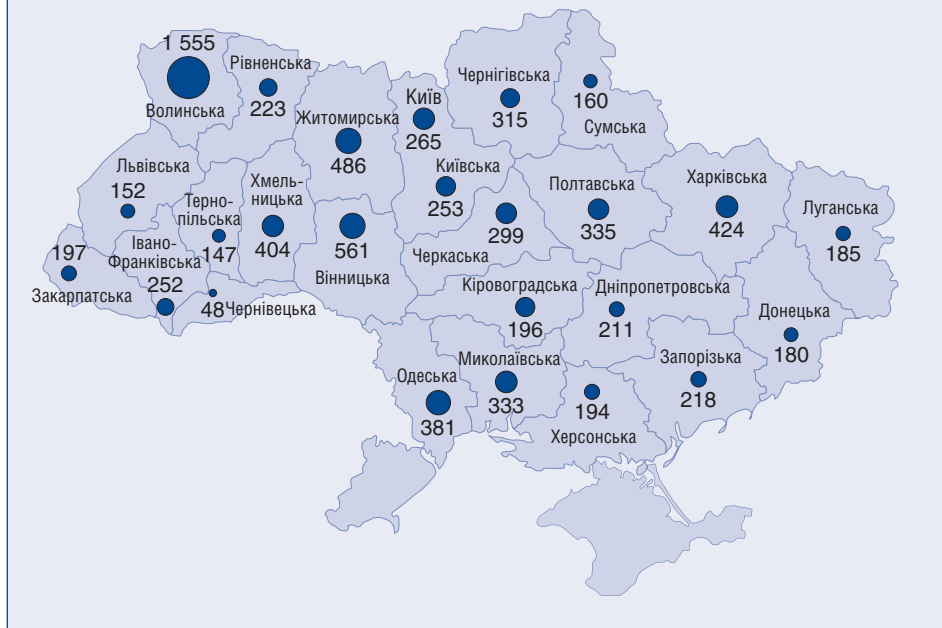 1 555
Волинська
Рівненська
223
Житомирська
486
Київ
265
Київська
253
Чернігівська
315
160
Сумська
Львівська
152
Терно-
пільська
147
Хмель-
ницька
404
561
Вінницька
299
Черкаська
Полтавська
335
Харківська
424
Луганська
185
197
Закарпатська
Івано-
Франківська
252
48
Чернівецька
Кіровоградська
196
Дніпропетровська
211
Донецька
180
Одеська
381
Миколаївська
333
194
Херсонська
Запорізька
218